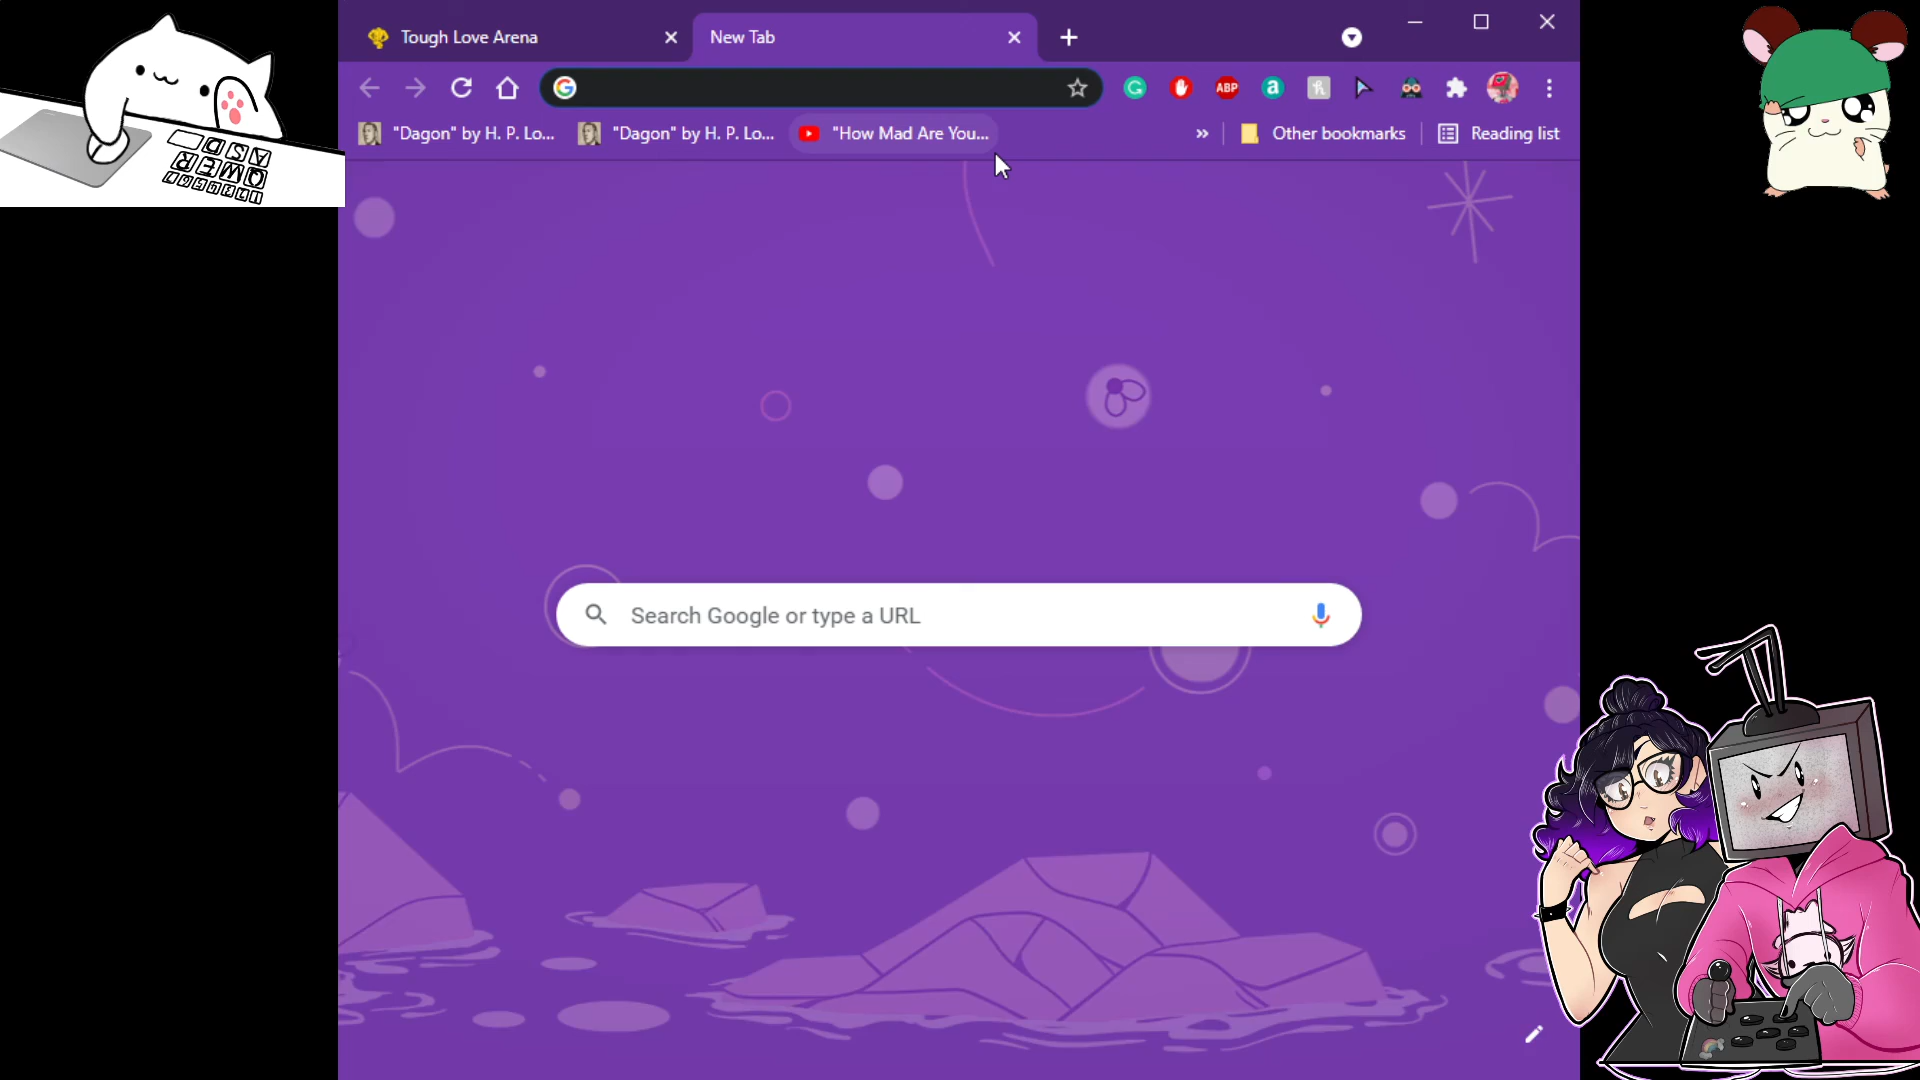 Tough Love Arena
New Tab
ABP
"Dagon" by H. P. Lo...
"Dagon" by H. P. Lo...
"How Mad Are You...
»
Other bookmarks
Reading list
Search Google or type a URL
A S D
Q W E R